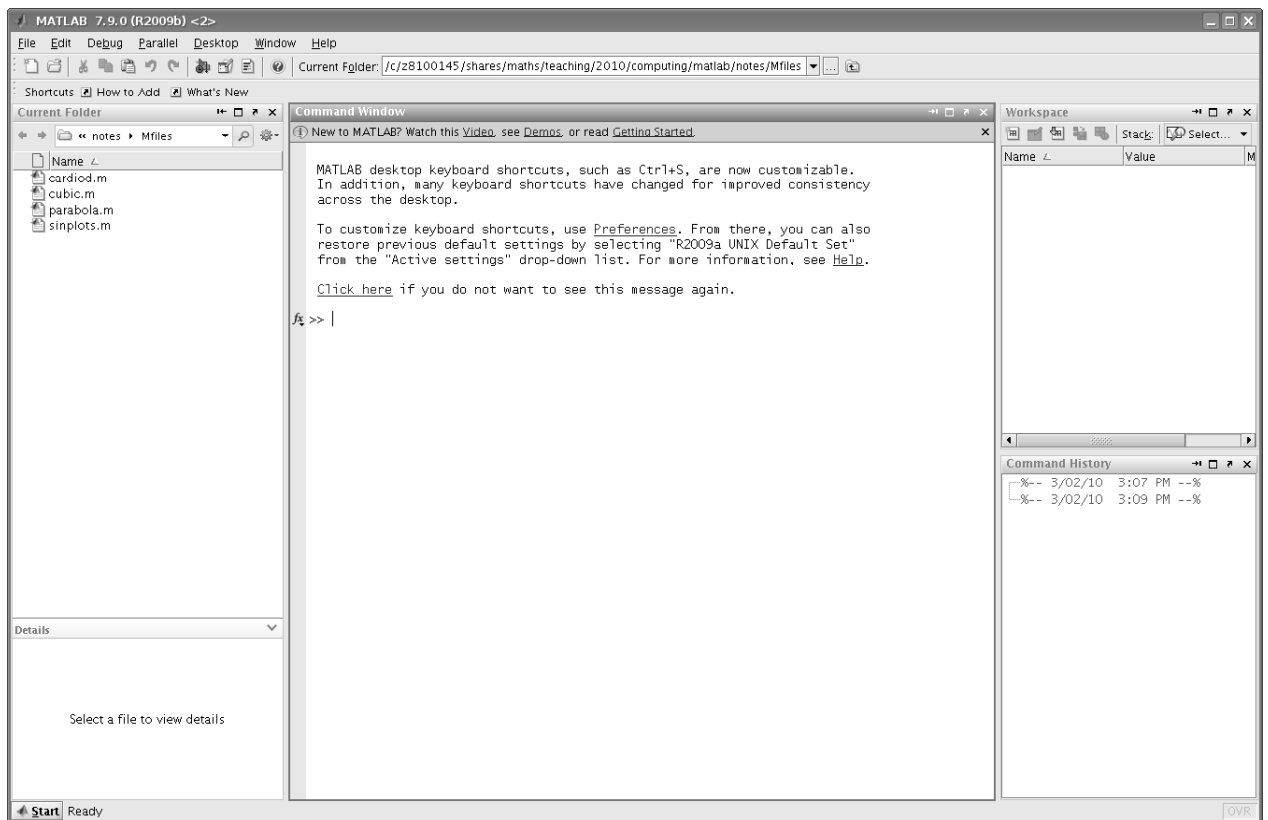 MATLAB 7.9.0 (R2009b) <2>
File Edit Debug Parallel Desktop Window Help
Current Folder: /c/z8100145/shares/maths/teaching/2010/computing/matlab/notes/Mfiles ...
Shortcuts How to Add What's New
Current Folder
« notes Mfiles
Name
cardiod.m
cubic.m
parabola.m
sinplots.m
Details
Select a file to view details
Command Window
New to MATLAB? Watch this Video, see Demos, or read Getting Started.
MATLAB desktop keyboard shortcuts, such as Ctrl+S, are now customizable.
In addition, many keyboard shortcuts have changed for improved consistency
across the desktop.
To customize keyboard shortcuts, use Preferences. From there, you can also
restore previous default settings by selecting "R2009a UNIX Default Set"
from the "Active settings" drop-down list. For more information, see Help.
Click here if you do not want to see this message again.
fx >>
Workspace
Stack: Select...
Name Value M
Command History
%-- 3/02/10 3:07 PM --%
%-- 3/02/10 3:09 PM --%
Start Ready
OVR